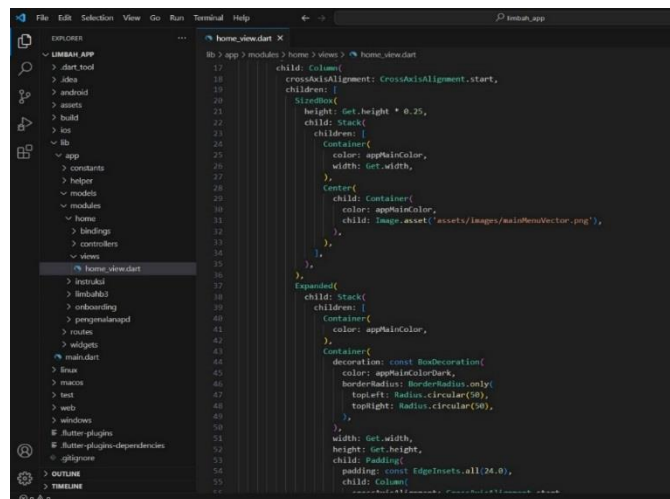 File Edit Selection View Go Run Terminal Help
limbah_app
EXPLORER
LIMBAH_APP
.dart_tool
.idea
android
assets
build
ios
lib
app
constants
helper
models
modules
home
bindings
controllers
views
home_view.dart
instruksi
limbahb3
onboarding
pengenalanapd
routes
widgets
main.dart
linux
macos
test
web
windows
.flutter-plugins
.flutter-plugins-dependencies
.gitignore
OUTLINE
TIMELINE
home_view.dart
lib > app > modules > home > views > home_view.dart
17 child: Column(
18 crossAxisAlignment: CrossAxisAlignment.start,
19 children: [
20 SizedBox(
21 height: Get.height * 0.25,
22 child: Stack(
23 children: [
24 Container(
25 color: appMainColor,
26 width: Get.width,
27 ),
28 Center(
29 child: Container(
30 color: appMainColor,
31 child: Image.asset('assets/images/mainMenuVector.png'),
32 ),
33 ),
34 ],
35 ),
36 ),
37 Expanded(
38 child: Stack(
39 children: [
40 Container(
41 color: appMainColor,
42 ),
43 Container(
44 decoration: const BoxDecoration(
45 color: appMainColorDark,
46 borderRadius: BorderRadius.only(
47 topLeft: Radius.circular(50),
48 topRight: Radius.circular(50),
49 ),
50 ),
51 width: Get.width,
52 height: Get.height,
53 child: Padding(
54 padding: const EdgeInsets.all(24.0),
55 child: Column(